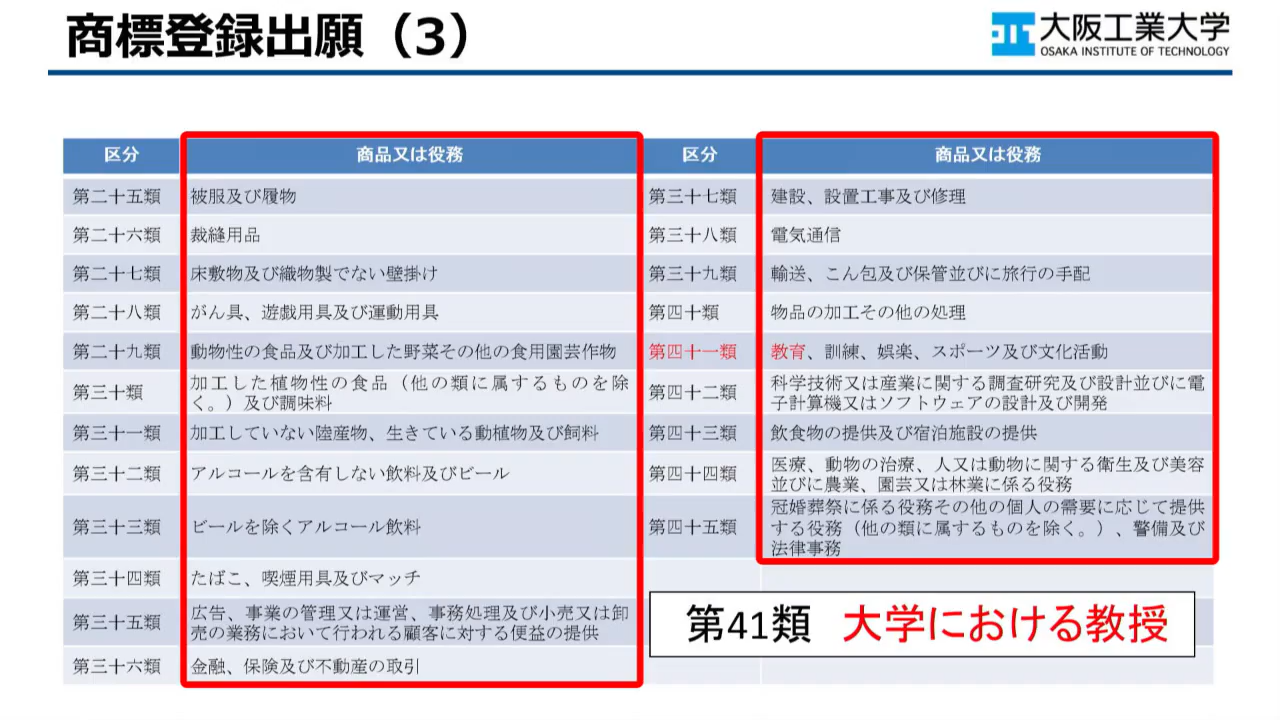 商標登録出願（3）
大阪工業大学
OSAKA INSTITUTE OF TECHNOLOGY
区分 商品又は役務 区分 商品又は役務
第二十五類 被服及び履物 第三十七類 建設、設置工事及び修理
第二十六類 裁縫用品 第三十八類 電気通信
第二十七類 床敷物及び織物製でない壁掛け 第三十九類 輸送、こん包及び保管並びに旅行の手配
第二十八類 がん具、遊戯用具及び運動用具 第四十類 物品の加工その他の処理
第二十九類 動物性の食品及び加工した野菜その他の食用園芸作物 第四十一類 教育、訓練、娯楽、スポーツ及び文化活動
第三十類 加工した植物性の食品（他の類に属するものを除
く。）及び調味料
第四十二類 科学技術又は産業に関する調査研究及び設計並びに電
子計算機又はソフトウェアの設計及び開発
第三十一類 加工していない陸産物、生きている動植物及び飼料 第四十三類 飲食物の提供及び宿泊施設の提供
第三十二類 アルコールを含有しない飲料及びビール 第四十四類 医療、動物の治療、人又は動物に関する衛生及び美容
並びに農業、園芸又は林業に係る役務
第三十三類 ビールを除くアルコール飲料 第四十五類 冠婚葬祭に係る役務その他の個人の需要に応じて提供
する役務（他の類に属するものを除く。）、警備及び
法律事務
第三十四類 たばこ、喫煙用具及びマッチ
第三十五類 広告、事業の管理又は運営、事務処理及び小売又は卸
売の業務において行われる顧客に対する便益の提供
第三十六類 金融、保険及び不動産の取引
第41類 大学における教授